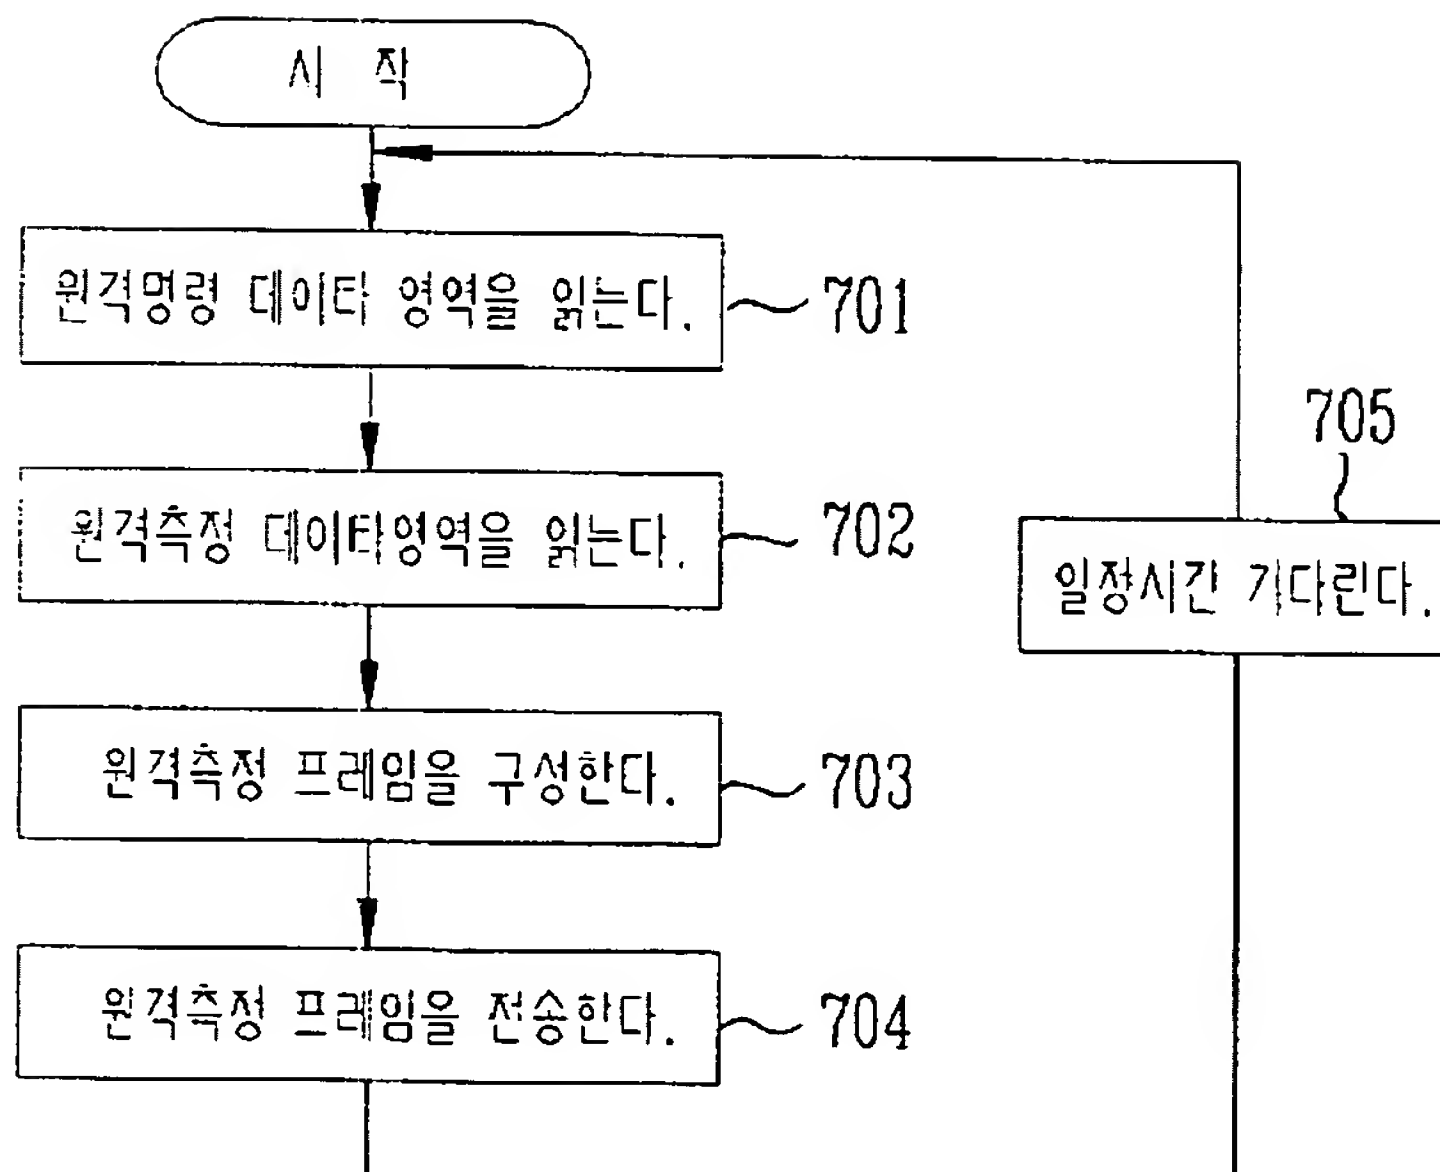 시 작
원격명령 데이타 영역을 읽는다.
701
원격측정 데이타영역을 읽는다.
702
원격측정 프레임을 구성한다.
703
원격측정 프레임을 전송한다.
704
705
일정시간 기다린다.